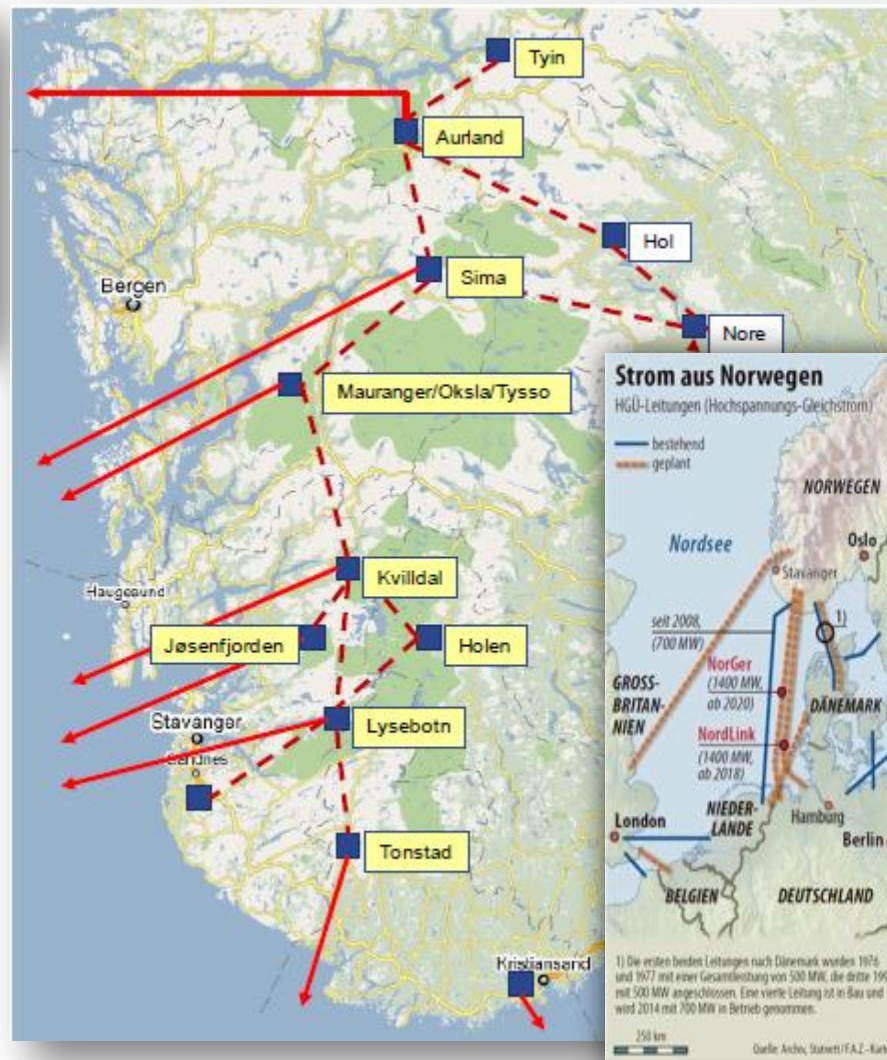 Tyin
Aurland
Hol
Sima
Bergen
Nore
Mauranger/Oksla/Tysso
Kvilldal
Haugesund
Jøsenfjorden
Holen
Stavanger
Lysebotn
Tonstad
Kristiansand
Strom aus Norwegen
HGÜ-Leitungen (Hochspannungs-Gleichstrom)
bestehend
geplant
NORWEGEN
Nordsee
Oslo
Stavanger
1)
seit 2008,
(700 MW)
NorGer
(1400 MW,
ab 2020)
GROSS-
BRITAN-
NIEN
DÄNEMARK
NordLink
(1400 MW,
ab 2018)
NIEDER-
LANDE
Hamburg
London
Berlin
BELGIEN
DEUTSCHLAND
1) Die ersten beiden Leitungen nach Dänemark wurden 1976
und 1977 mit einer Gesamtleistung von 500 MW, die dritte
mit 500 MW angeschlossen. Eine vierte Leitung ist in Bau und
wird 2014 mit 700 MW in Betrieb genommen.
250 km
Quelle: Archiv, Statnett/F.A.Z.-Karte